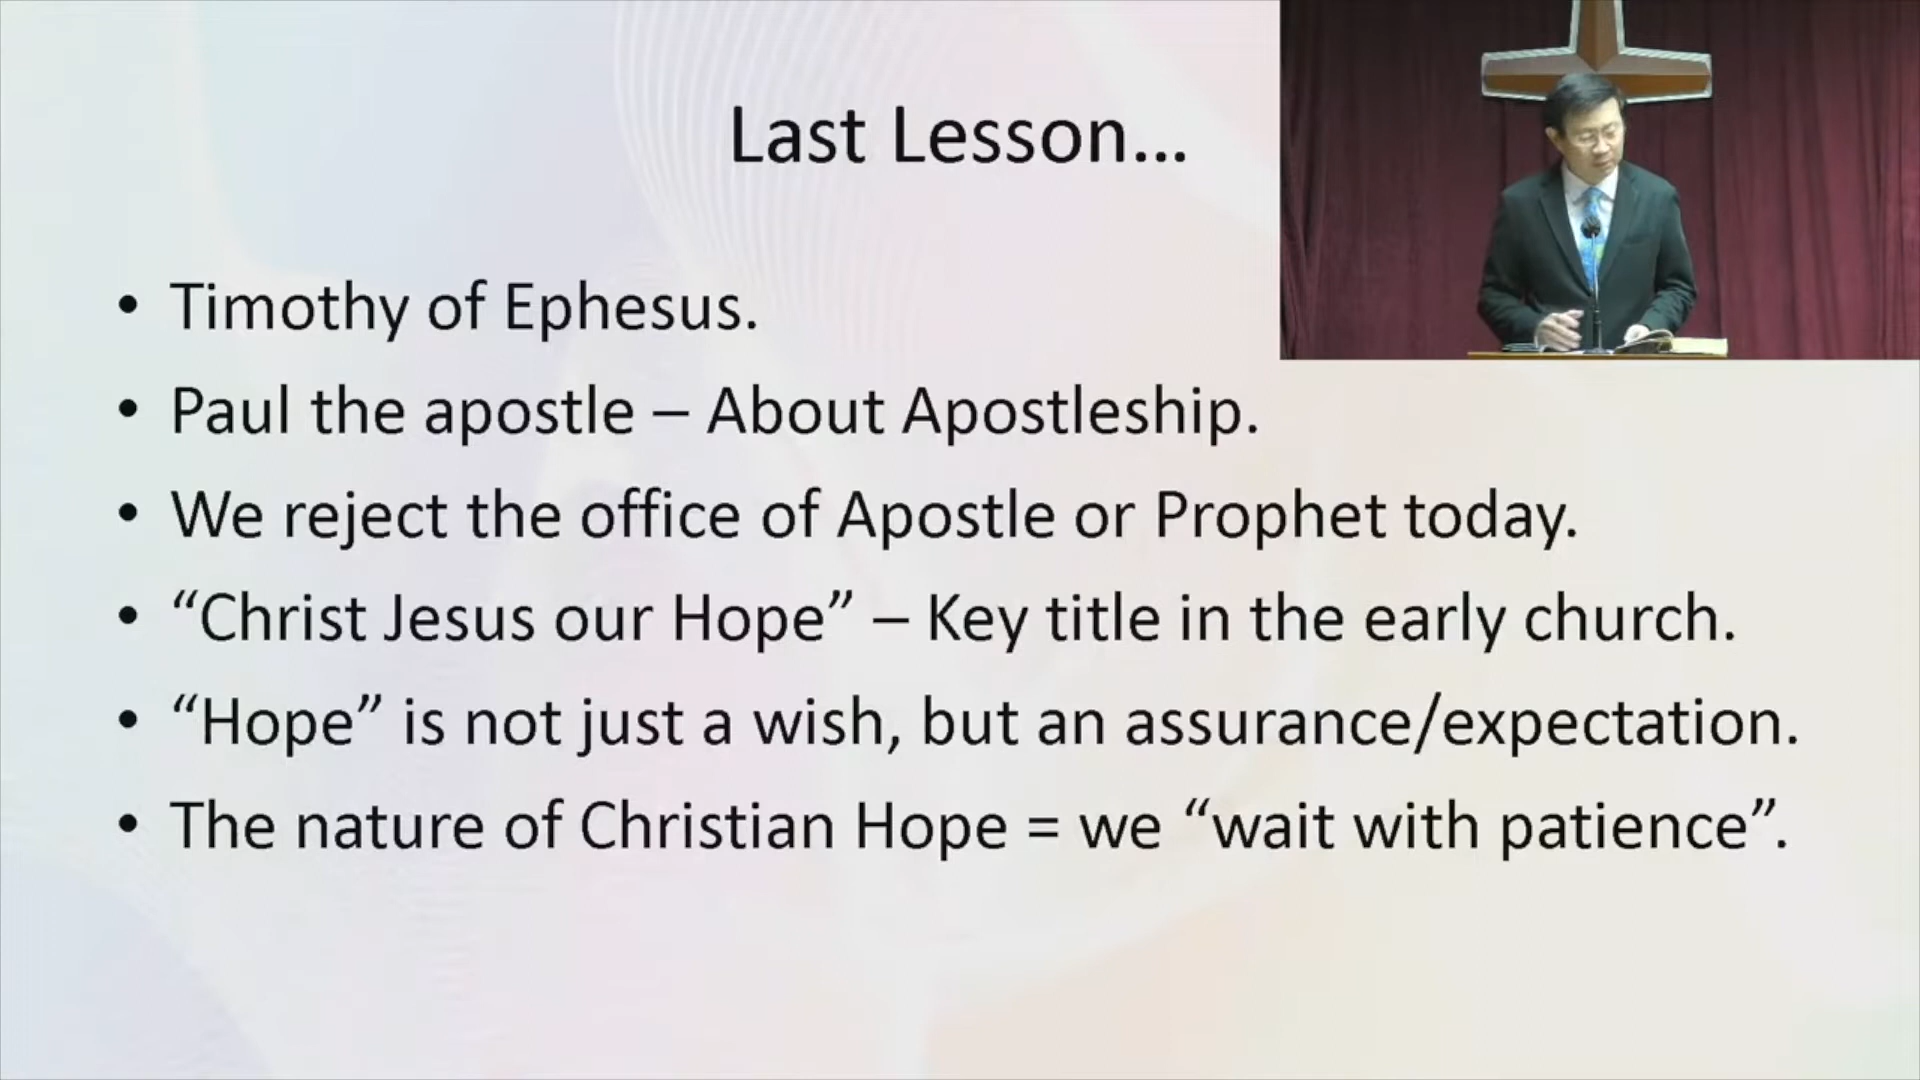 Last Lesson...
• Timothy of Ephesus.
• Paul the apostle – About Apostleship.
• We reject the office of Apostle or Prophet today.
• “Christ Jesus our Hope” – Key title in the early church.
• “Hope” is not just a wish, but an assurance/expectation.
• The nature of Christian Hope = we “wait with patience”.